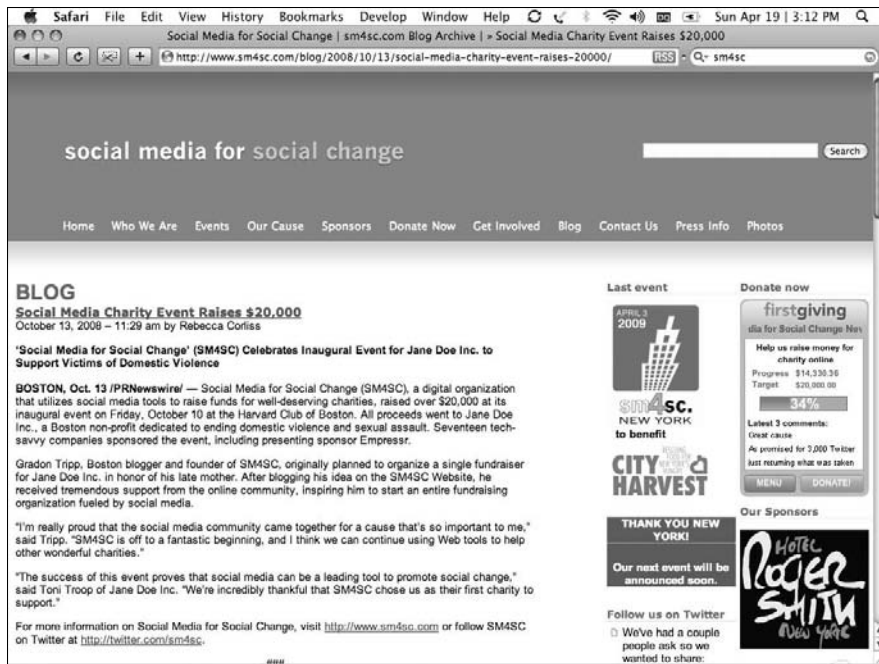 Safari File Edit View History Bookmarks Develop Window Help Sun Apr 19 | 3:12 PM
Social Media for Social Change | sm4sc.com Blog Archive | » Social Media Charity Event Raises $20,000
http://www.sm4sc.com/blog/2008/10/13/social-media-charity-event-raises-20000/ RSS sm4sc
social media for social change
Search
Home Who We Are Events Our Cause Sponsors Donate Now Get Involved Blog Contact Us Press Info Photos
BLOG
Social Media Charity Event Raises $20,000
October 13, 2008 – 11:29 am by Rebecca Corliss
'Social Media for Social Change' (SM4SC) Celebrates Inaugural Event for Jane Doe Inc. to
Support Victims of Domestic Violence
BOSTON, Oct. 13 /PRNewswire/ — Social Media for Social Change (SM4SC), a digital organization
that utilizes social media tools to raise funds for well-deserving charities, raised over $20,000 at its
inaugural event on Friday, October 10 at the Harvard Club of Boston. All proceeds went to Jane Doe
Inc., a Boston non-profit dedicated to ending domestic violence and sexual assault. Seventeen tech-
savvy companies sponsored the event, including presenting sponsor Empressr.
Gradon Tripp, Boston blogger and founder of SM4SC, originally planned to organize a single fundraiser
for Jane Doe Inc. in honor of his late mother. After blogging his idea on the SM4SC Website, he
received tremendous support from the online community, inspiring him to start an entire fundraising
organization fueled by social media.
"I'm really proud that the social media community came together for a cause that's so important to me,"
said Tripp. "SM4SC is off to a fantastic beginning, and I think we can continue using Web tools to help
other wonderful charities."
"The success of this event proves that social media can be a leading tool to promote social change,"
said Toni Troop of Jane Doe Inc. "We're incredibly thankful that SM4SC chose us as their first charity to
support."
For more information on Social Media for Social Change, visit http://www.sm4sc.com or follow SM4SC
on Twitter at http://twitter.com/sm4sc.
###
Last event
APRIL 3
2009
sm4sc.
NEW YORK
to benefit
CITY
HARVEST
THANK YOU NEW
YORK!
Our next event will be
announced soon.
Follow us on Twitter
We've had a couple
people ask so we
wanted to share:
Donate now
firstgiving
dia for Social Change New
Help us raise money for
charity online
Progress $14,330.36
Target $20,000.00
34%
Latest 3 comments:
Great cause
As promised for 3,000 Twitter
Just returning what was taken
MENU DONATE!
Our Sponsors
HOTEL
ROGER
SMITH
NEW YORK